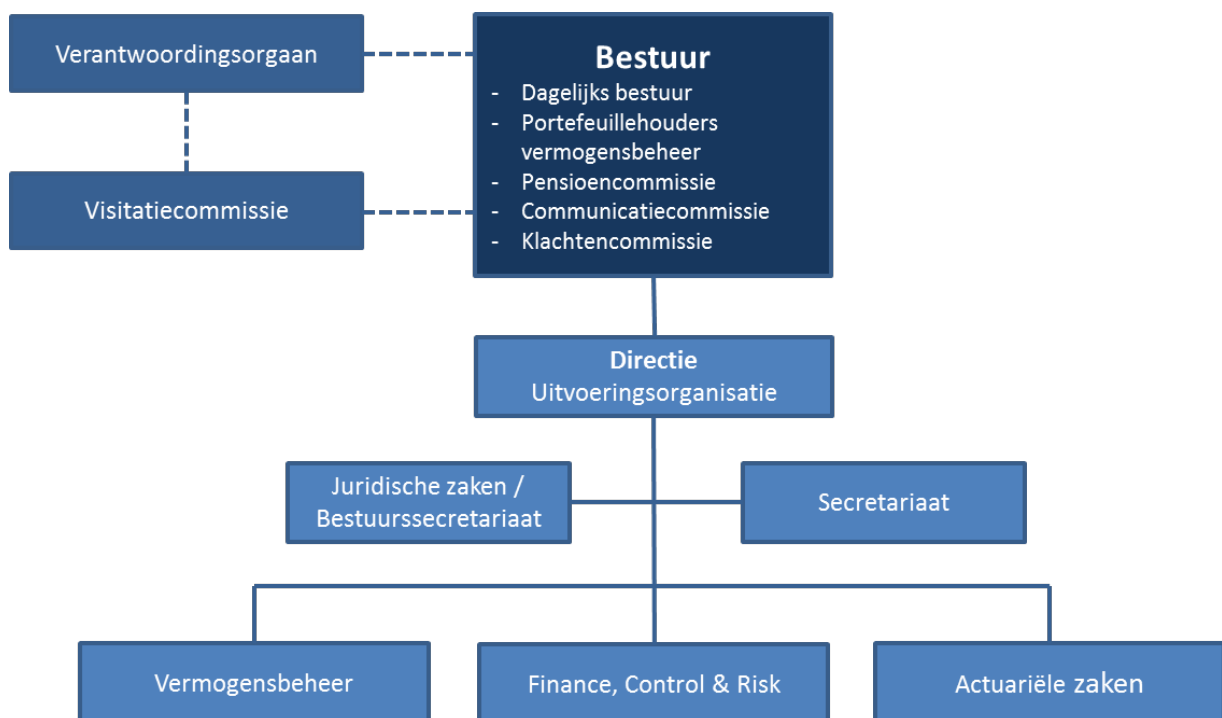 Verantwoordingsorgaan
Visitatiecommissie
Bestuur
- Dagelijks bestuur
- Portefeuillehouders
vermogensbeheer
- Pensioencommissie
- Communicatiecommissie
- Klachtencommissie
Directie
Uitvoeringsorganisatie
Juridische zaken /
Bestuurssecretariaat
Secretariaat
Vermogensbeheer
Finance, Control & Risk
Actuariële zaken